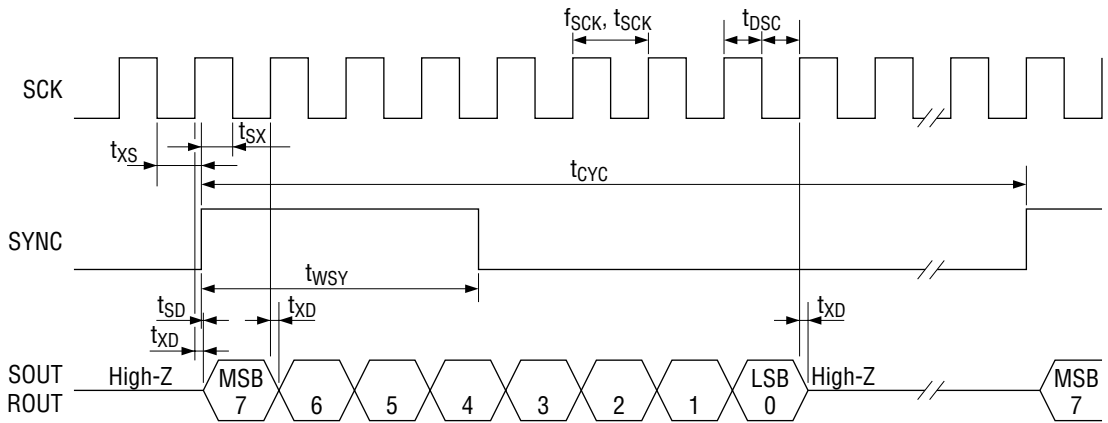 fSCK, tSCK
tDSC
SCK
tXS
tSX
tCYC
SYNC
tWSY
tSD
tXD
tXD
tXD
SOUT
ROUT
High-Z
MSB
7
6
5
4
3
2
1
LSB
0
High-Z
MSB
7